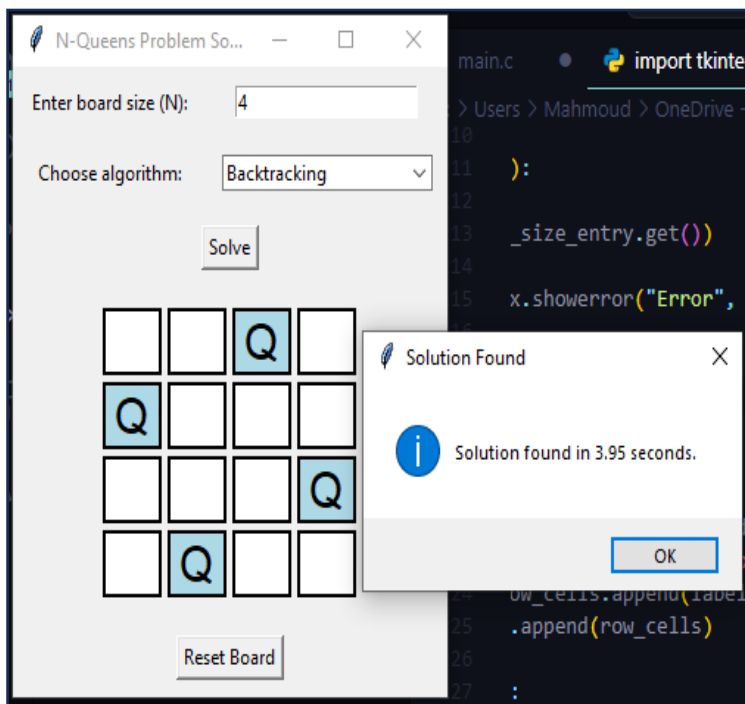 N-Queens Problem So...
Enter board size (N):
4
Choose algorithm:
Backtracking
Solve
Q
Q
Q
Q
Reset Board
Solution Found
Solution found in 3.95 seconds.
OK
main.c
import tkinte
> Users > Mahmoud > OneDrive -
10
11 ):
12
13 _size_entry.get())
14
15 x.showerror("Error",
24 ow_cells.append(label
25 .append(row_cells)
26
27 :